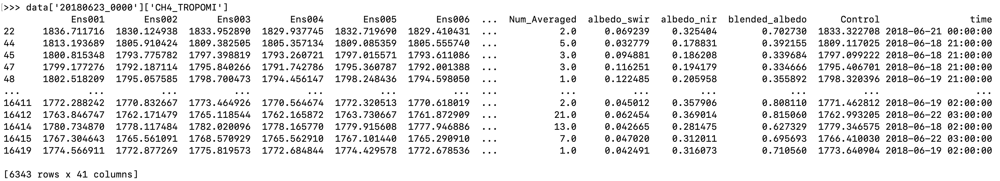 [>>> data['20180623_0000']['CH4_TROPOMI']
Ens001 Ens002 Ens003 Ens004 Ens005 Ens006 ... Num_Averaged albedo_swir albedo_nir blended_albedo Control time
22 1836.711716 1830.124938 1833.952890 1829.937745 1832.719690 1829.410431 ... 2.0 0.069239 0.325404 0.702730 1833.322708 2018-06-21 00:00:00
44 1813.193689 1805.910424 1809.382505 1805.357134 1809.085359 1805.555740 ... 5.0 0.032779 0.178831 0.392155 1809.117025 2018-06-18 21:00:00
45 1800.815348 1793.775782 1797.398819 1793.260721 1797.015571 1793.611086 ... 3.0 0.094881 0.186208 0.339684 1797.099222 2018-06-18 21:00:00
47 1799.177276 1792.187114 1795.840266 1791.742786 1795.360787 1792.001388 ... 3.0 0.116251 0.194179 0.334666 1795.406701 2018-06-18 21:00:00
48 1802.518209 1795.057585 1798.700473 1794.456147 1798.248436 1794.598050 ... 1.0 0.122485 0.205958 0.355892 1798.320396 2018-06-19 21:00:00
... ... ... ... ... ... ... ... ... ... ... ... ... ...
16411 1772.288242 1770.832667 1773.464926 1770.564674 1772.320513 1770.618019 ... 2.0 0.045012 0.357906 0.808110 1771.462812 2018-06-19 02:00:00
16412 1763.846747 1762.171479 1765.118544 1762.165872 1763.730667 1761.872909 ... 21.0 0.062454 0.369014 0.815060 1762.993205 2018-06-22 03:00:00
16414 1780.734870 1778.117484 1782.020096 1778.165770 1779.915608 1777.946886 ... 13.0 0.042665 0.281475 0.627329 1779.346575 2018-06-18 02:00:00
16415 1767.304643 1765.561091 1768.570929 1765.562910 1767.101440 1765.290910 ... 7.0 0.047020 0.312011 0.695693 1766.410030 2018-06-22 03:00:00
16419 1774.566911 1772.877269 1775.819573 1772.684844 1774.429578 1772.678536 ... 1.0 0.042491 0.316073 0.710560 1773.640904 2018-06-19 02:00:00
[6343 rows x 41 columns]